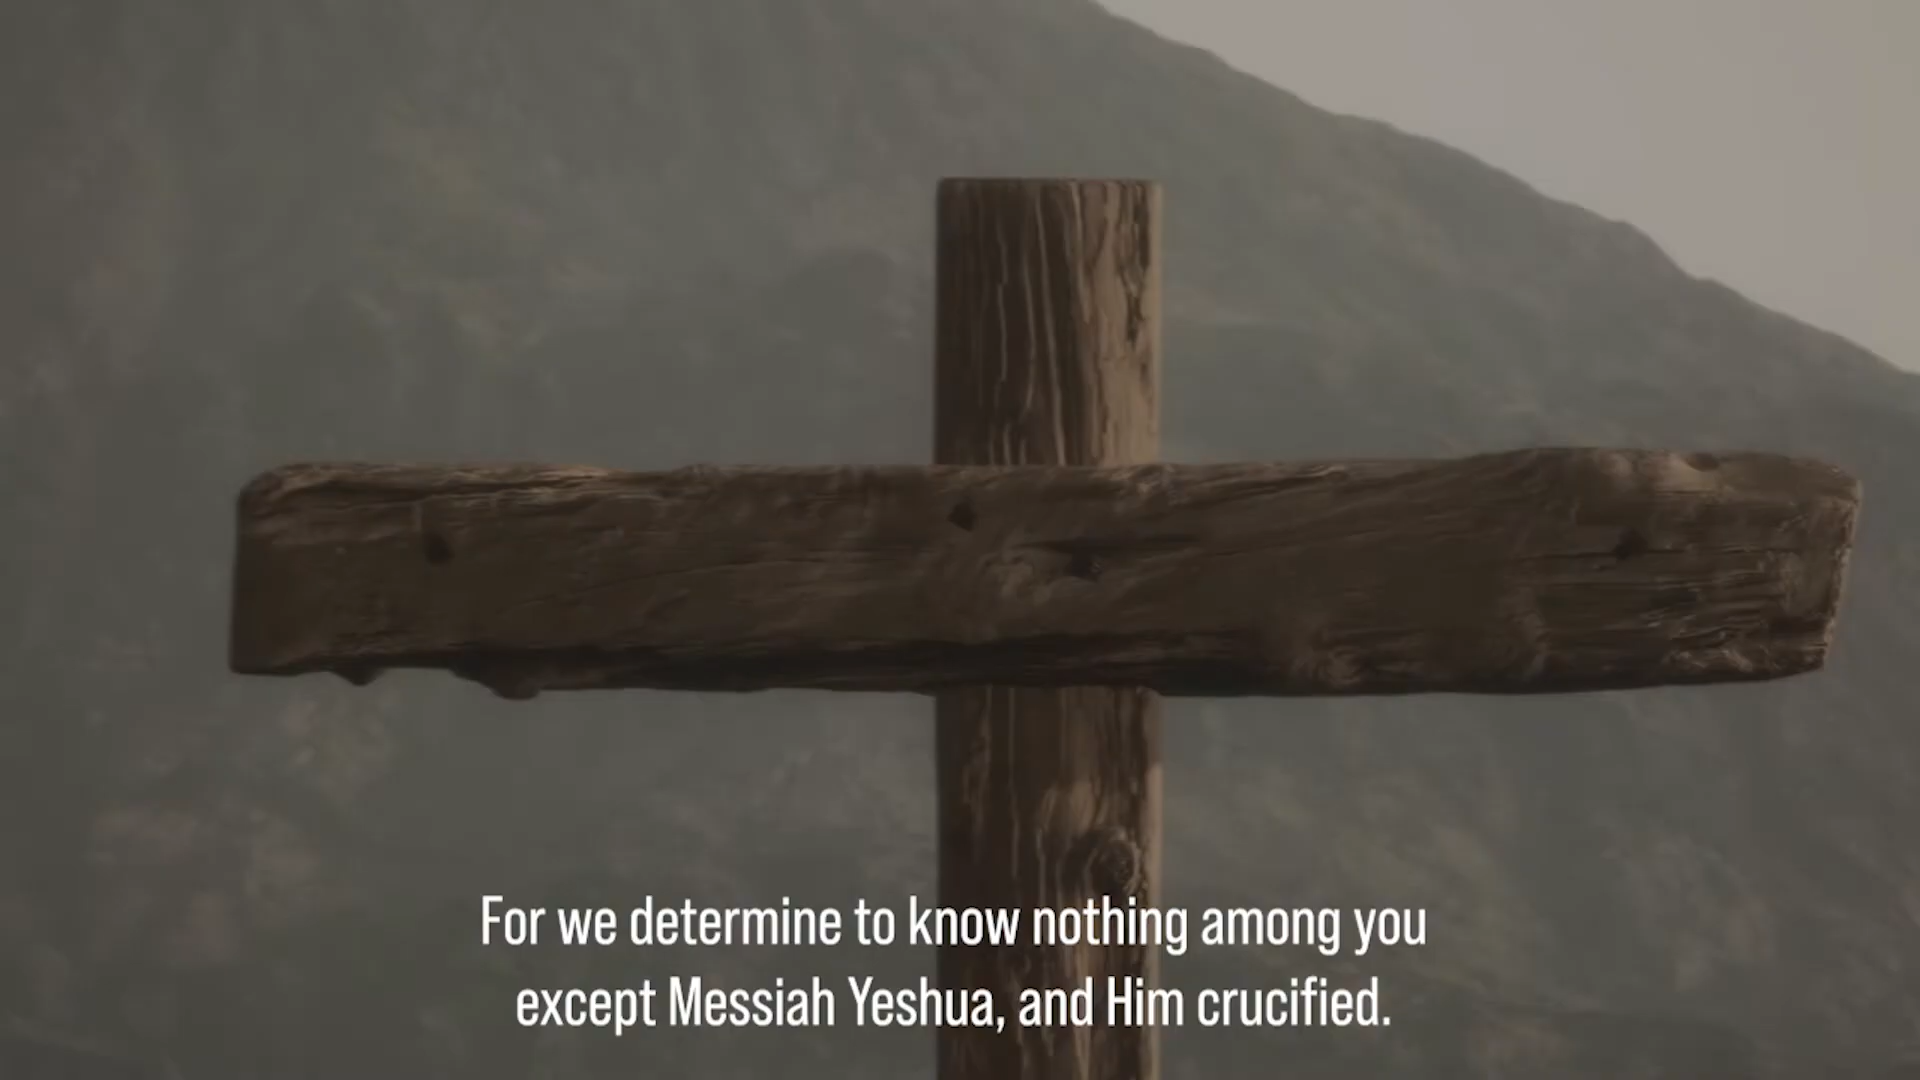 For we determine to know nothing among you
except Messiah Yeshua, and Him crucified.